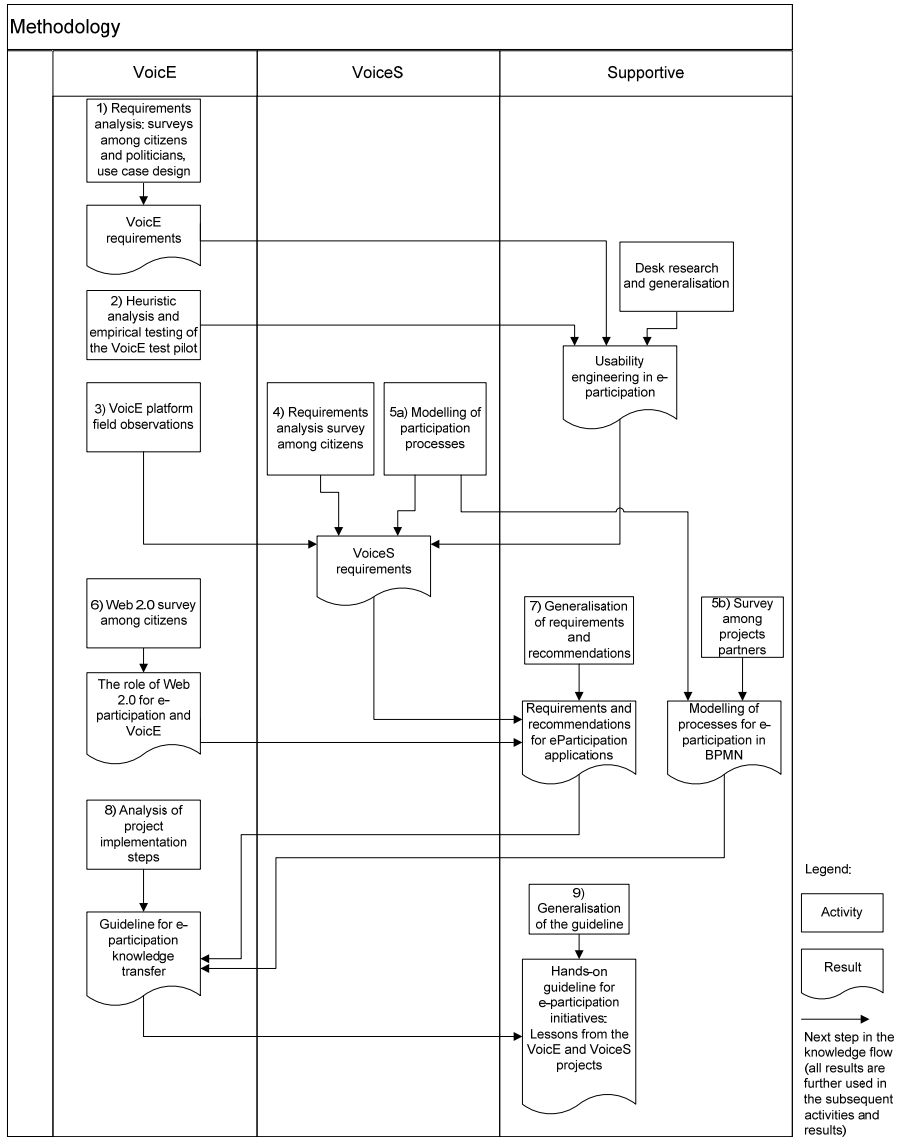 Methodology
VoicE
VoiceS
Supportive
1) Requirements
analysis: surveys
among citizens
and politicians,
use case design
VoicE
requirements
Desk research
and generalisation
2) Heuristic
analysis and
empirical testing of
the VoicE test pilot
Usability
engineering in e-
participation
3) VoicE platform
field observations
4) Requirements
analysis survey
among citizens
5a) Modelling of
participation
processes
VoiceS
requirements
6) Web 2.0 survey
among citizens
7) Generalisation
of requirements
and
recommendations
5b) Survey
among
projects
partners
The role of Web
2.0 for e-
participation and
VoicE
Requirements and
recommendations
for eParticipation
applications
Modelling of
processes for e-
participation in
BPMN
8) Analysis of
project
implementation
steps
9)
Generalisation
of the guideline
Guideline for e-
participation
knowledge
transfer
Hands-on
guideline for
e-participation
initiatives:
Lessons from the
VoicE and VoiceS
projects
Legend:
Activity
Result
Next step in the
knowledge flow
(all results are
further used in
the subsequent
activities and
results)